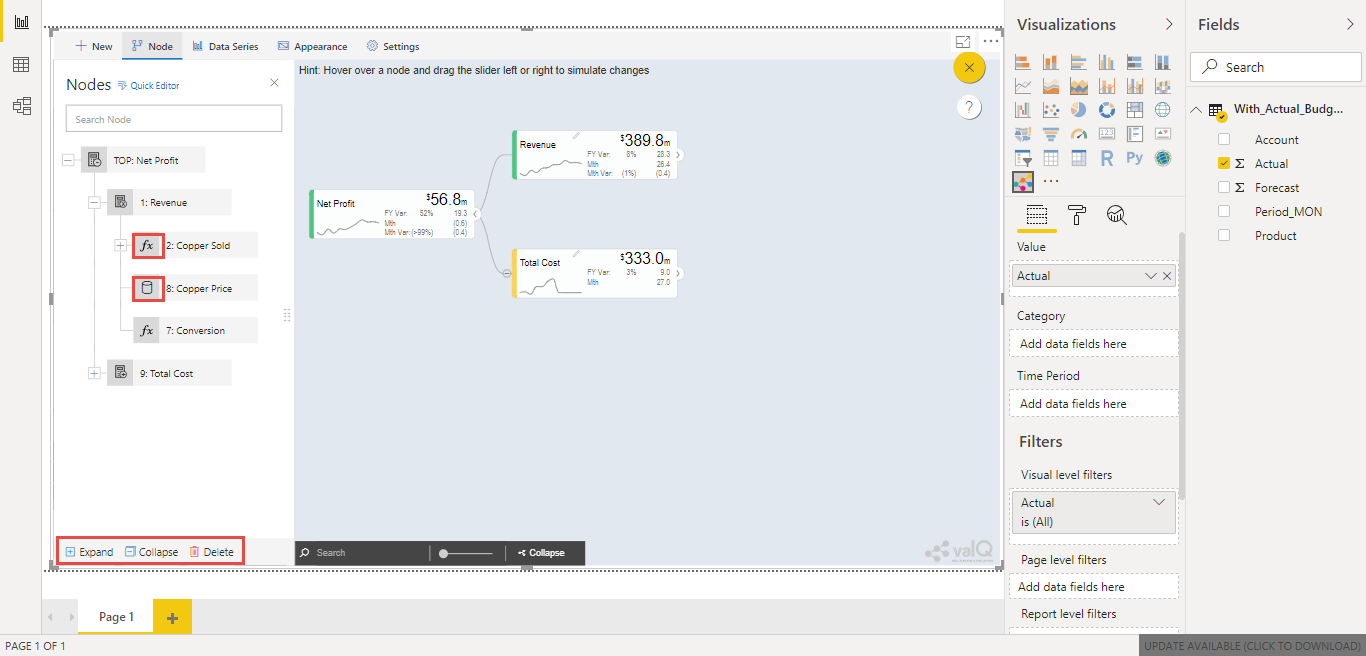 New
Node
Data Series
Appearance
Settings
Nodes
Quick Editor
Search Node
TOP: Net Profit
1: Revenue
fx
2: Copper Sold
8: Copper Price
fx
7: Conversion
9: Total Cost
Expand
Collapse
Delete
Hint: Hover over a node and drag the slider left or right to simulate changes
?
Net Profit
$56.8m
FY Var: 52% 19.3
Mth (0.6)
Mth Var: (>99%) (0.4)
Revenue
$389.8m
FY Var: 8% 28.3
Mth 28.4
Mth Var: (1%) (0.4)
Total Cost
$333.0m
FY Var: 3% 9.0
Mth 27.0
Search
Collapse
valQ
Page 1
PAGE 1 OF 1
Visualizations
123
R
Py
Value
Actual
Category
Add data fields here
Time Period
Add data fields here
Filters
Visual level filters
Actual
is (All)
Page level filters
Add data fields here
Report level filters
Fields
Search
With_Actual_Budg...
Account
Σ Actual
Σ Forecast
Period_MON
Product
UPDATE AVAILABLE (CLICK TO DOWNLOAD)